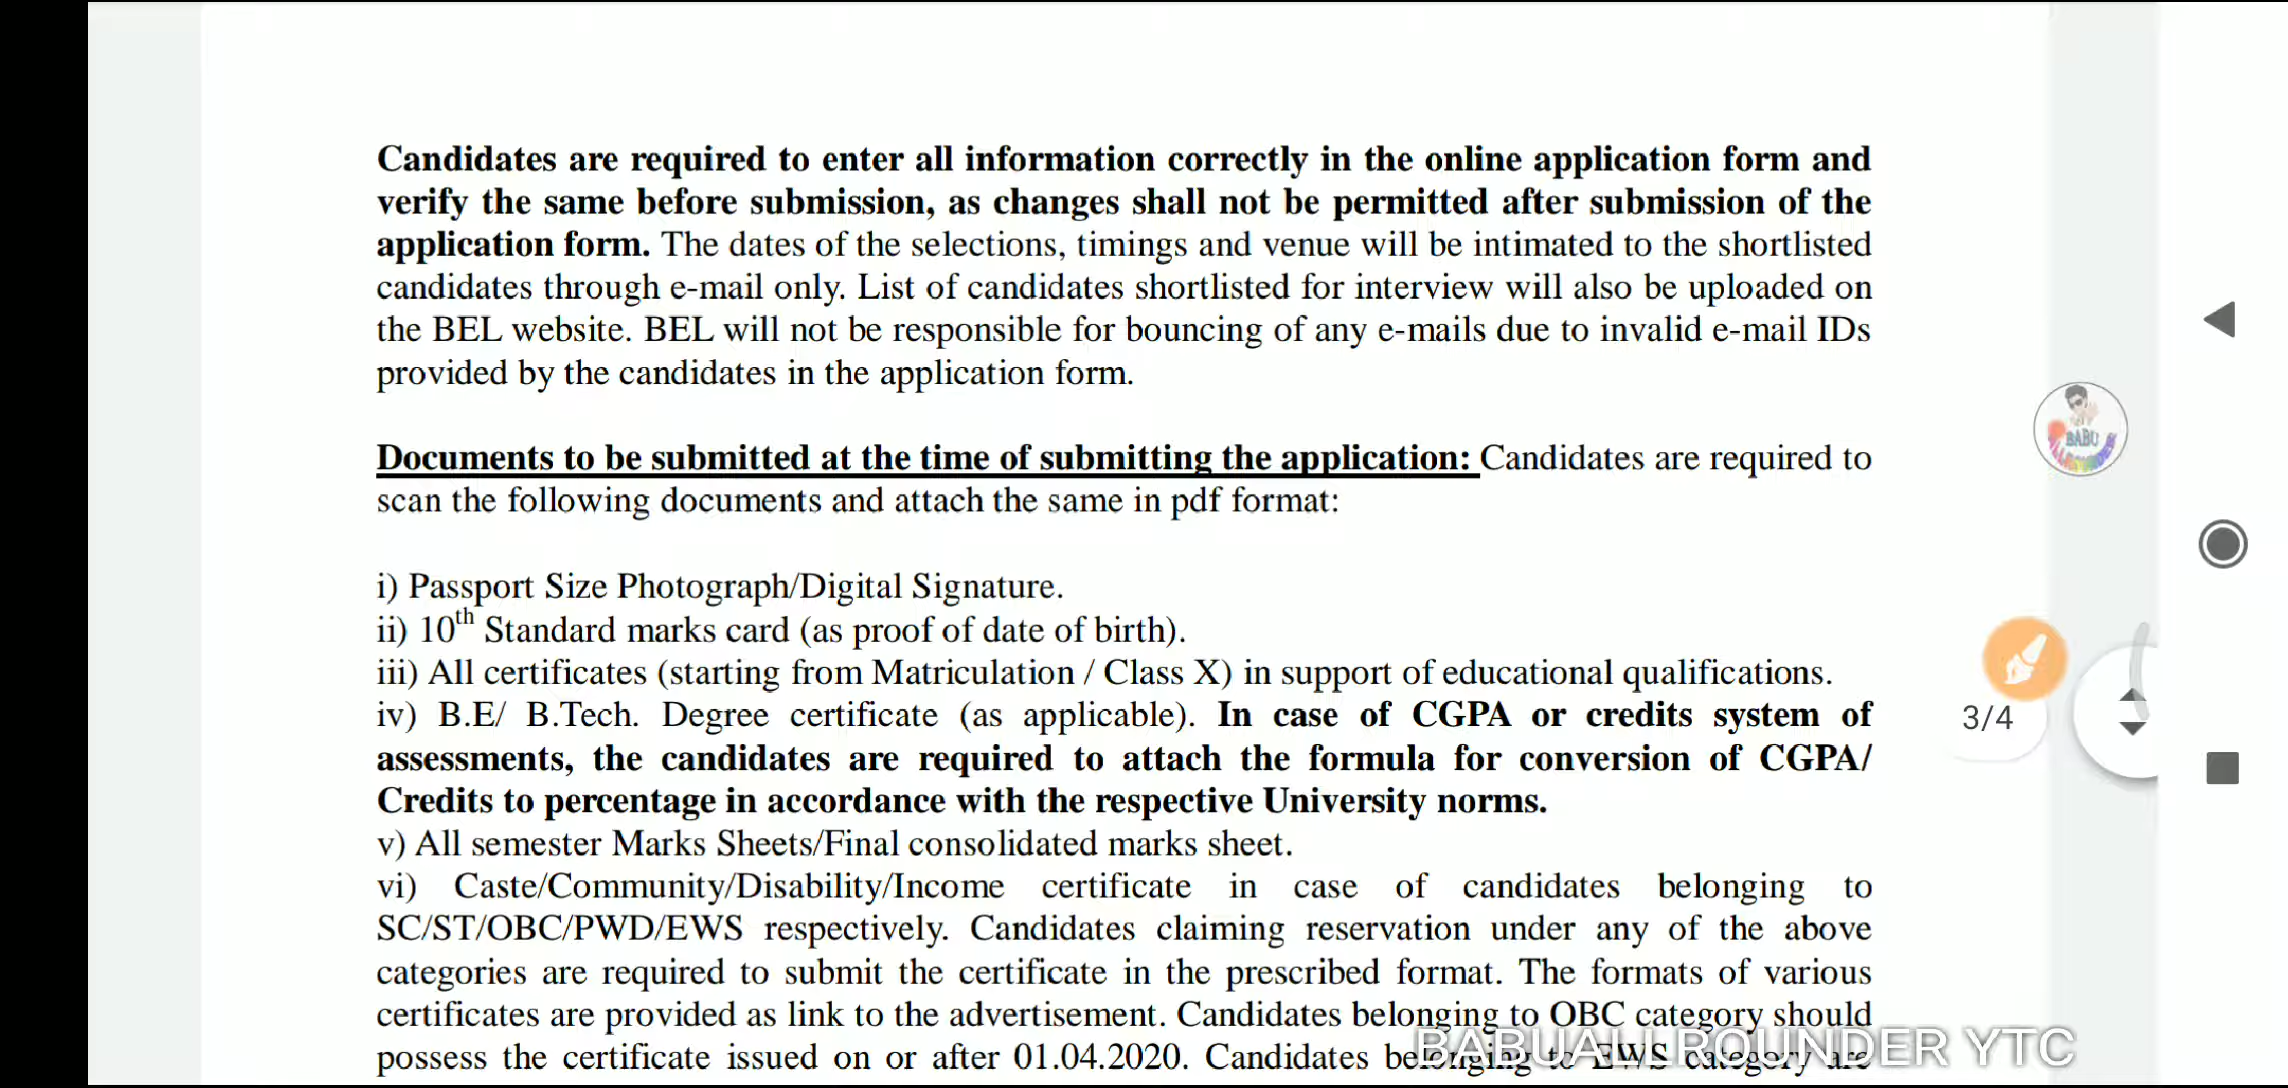 Candidates are required to enter all information correctly in the online application form and
verify the same before submission, as changes shall not be permitted after submission of the
application form. The dates of the selections, timings and venue will be intimated to the shortlisted
candidates through e-mail only. List of candidates shortlisted for interview will also be uploaded on
the BEL website. BEL will not be responsible for bouncing of any e-mails due to invalid e-mail IDs
provided by the candidates in the application form.
Documents to be submitted at the time of submitting the application: Candidates are required to
scan the following documents and attach the same in pdf format:
i) Passport Size Photograph/Digital Signature.
ii) 10th Standard marks card (as proof of date of birth).
iii) All certificates (starting from Matriculation / Class X) in support of educational qualifications.
iv) B.E/ B.Tech. Degree certificate (as applicable). In case of CGPA or credits system of
assessments, the candidates are required to attach the formula for conversion of CGPA/
Credits to percentage in accordance with the respective University norms.
v) All semester Marks Sheets/Final consolidated marks sheet.
vi) Caste/Community/Disability/Income certificate in case of candidates belonging to
SC/ST/OBC/PWD/EWS respectively. Candidates claiming reservation under any of the above
categories are required to submit the certificate in the prescribed format. The formats of various
certificates are provided as link to the advertisement. Candidates belonging to OBC category should
possess the certificate issued on or after 01.04.2020. Candidates belonging to EWS category are
BABU
3/4
BABUALL ROUNDER YTC